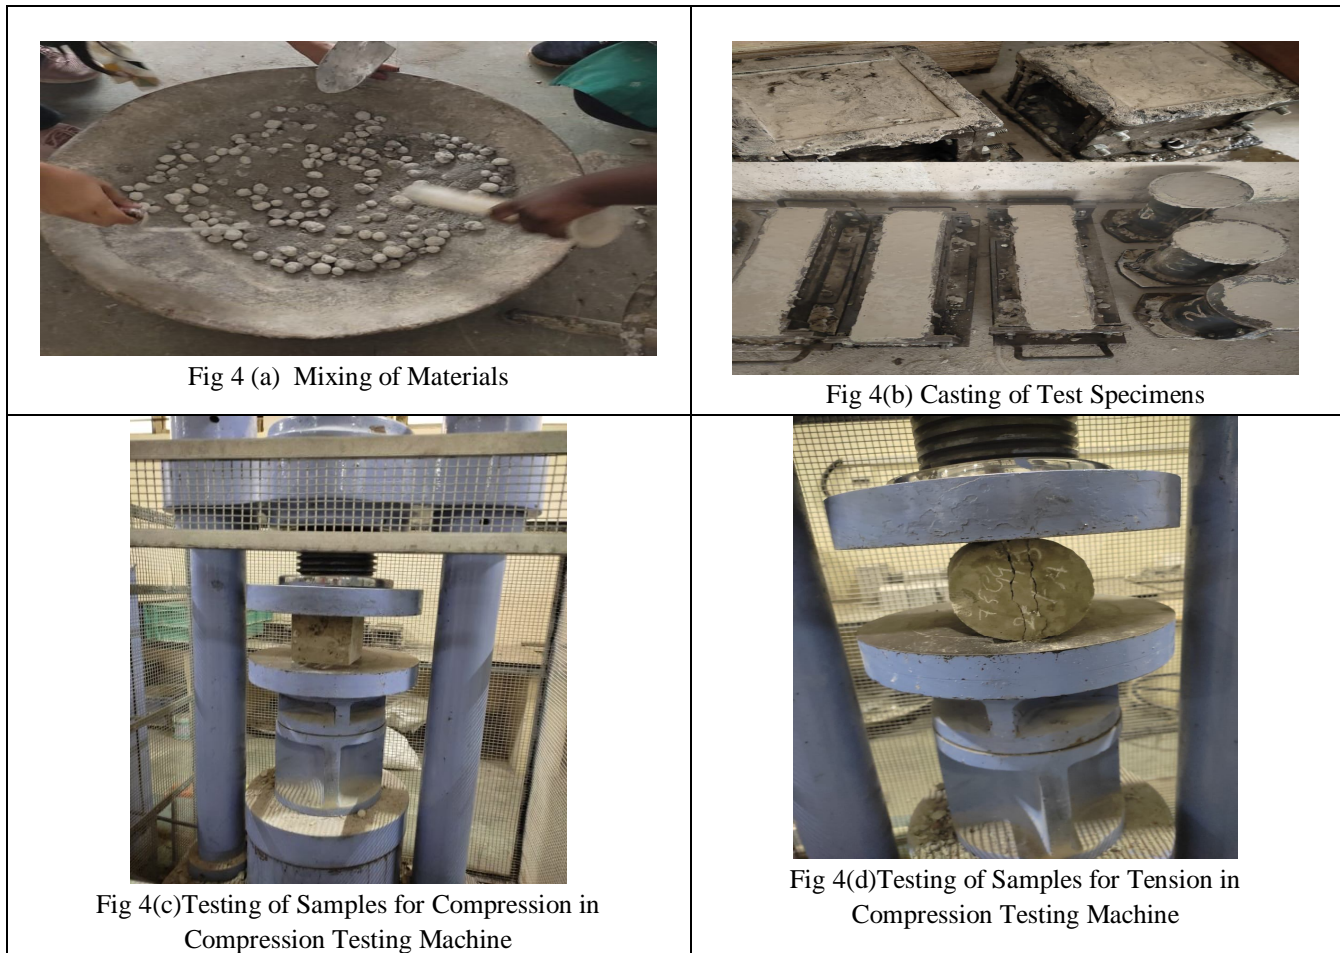 Fig 4 (a)  Mixing of Materials
Fig 4(b) Casting of Test Specimens
Fig 4(c)Testing of Samples for Compression in
Compression Testing Machine
Fig 4(d)Testing of Samples for Tension in
Compression Testing Machine